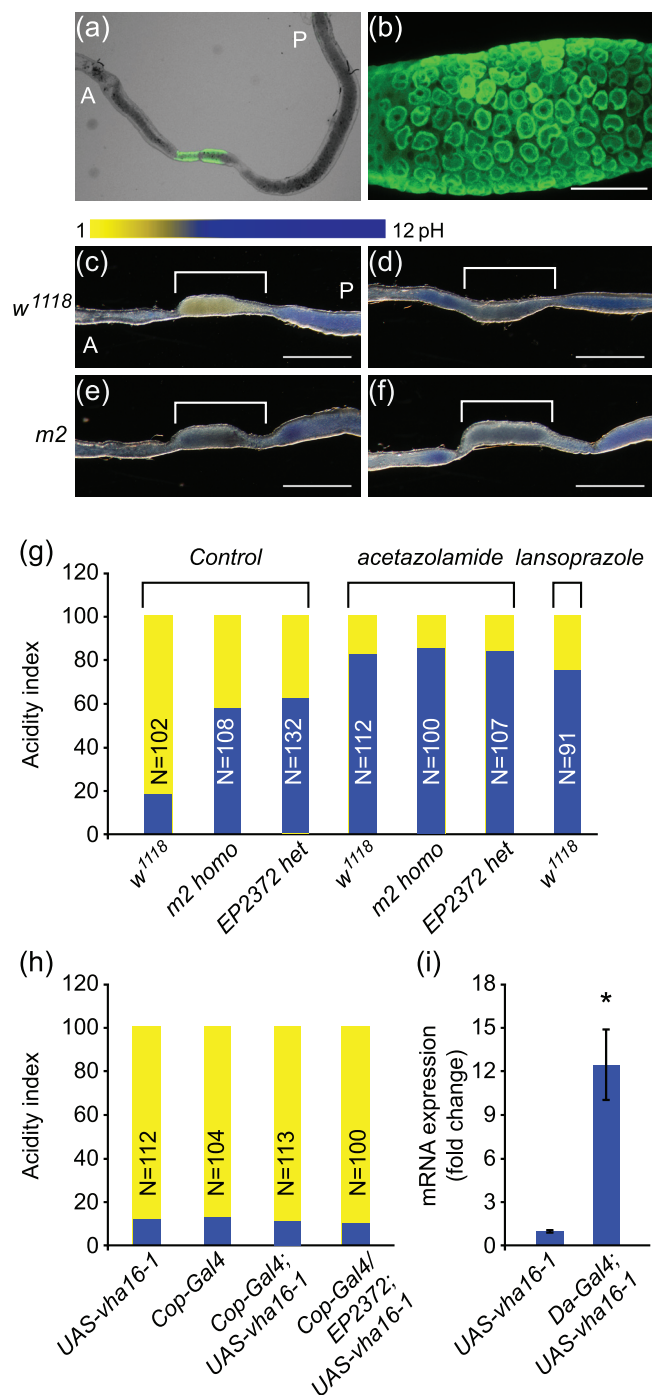 (a)
P
A
(b)
1
12 pH
w1118
(c)
P
A
(d)
m2
(e)
(f)
(g)
Control
acetazolamide
lansoprazole
Acidity index
120
100
80
60
40
20
0
N=102
N=108
N=132
N=112
N=100
N=107
N=91
w1118
m2 homo
EP2372 het
w1118
m2 homo
EP2372 het
w1118
(h)
Acidity index
120
100
80
60
40
20
0
N=112
N=104
N=113
N=100
UAS-vha16-1
Cop-Gal4
Cop-Gal4;
UAS-vha16-1
Cop-Gal4/
EP2372;
UAS-vha16-1
(i)
mRNA expression
(fold change)
18
15
12
9
6
3
0
*
UAS-vha16-1
Da-Gal4;
UAS-vha16-1